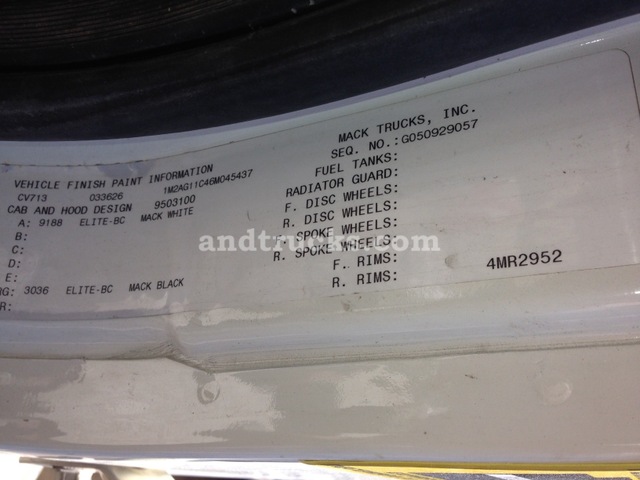 VEHICLE FINISH PAINT INFORMATION
CV713 033626 1M2AG11C46M045437
CAB AND HOOD DESIGN 9503100
A: 9188 ELITE-BC MACK WHITE
B:
C:
D:
E:
RG: 3036 ELITE-BC MACK BLACK
R:
MACK TRUCKS, INC.
SEQ. NO.:G050929057
FUEL TANKS:
RADIATOR GUARD:
F. DISC WHEELS:
R. DISC WHEELS:
F. SPOKE WHEELS:
R. SPOKE WHEELS:
F. RIMS:
R. RIMS:
4MR2952
andtrucks.com